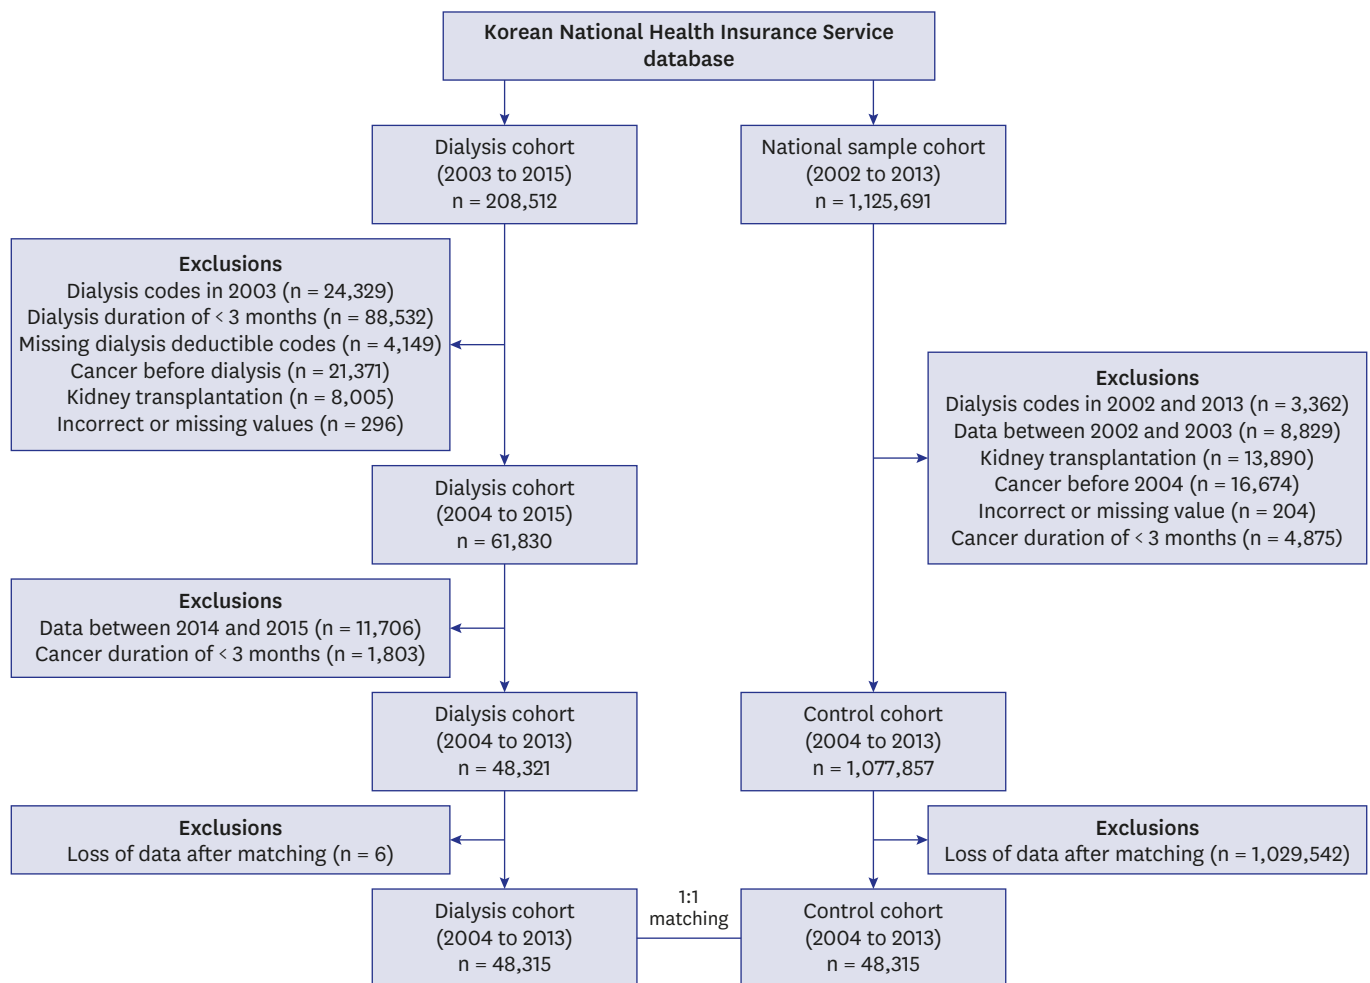 Korean National Health Insurance Service
database
Dialysis cohort
(2003 to 2015)
n = 208,512
National sample cohort
(2002 to 2013)
n = 1,125,691
Exclusions
Dialysis codes in 2003 (n = 24,329)
Dialysis duration of < 3 months (n = 88,532)
Missing dialysis deductible codes (n = 4,149)
Cancer before dialysis (n = 21,371)
Kidney transplantation (n = 8,005)
Incorrect or missing values (n = 296)
Exclusions
Dialysis codes in 2002 and 2013 (n = 3,362)
Data between 2002 and 2003 (n = 8,829)
Kidney transplantation (n = 13,890)
Cancer before 2004 (n = 16,674)
Incorrect or missing value (n = 204)
Cancer duration of < 3 months (n = 4,875)
Dialysis cohort
(2004 to 2015)
n = 61,830
Exclusions
Data between 2014 and 2015 (n = 11,706)
Cancer duration of < 3 months (n = 1,803)
Dialysis cohort
(2004 to 2013)
n = 48,321
Control cohort
(2004 to 2013)
n = 1,077,857
Exclusions
Loss of data after matching (n = 6)
Exclusions
Loss of data after matching (n = 1,029,542)
Dialysis cohort
(2004 to 2013)
n = 48,315
1:1
matching
Control cohort
(2004 to 2013)
n = 48,315